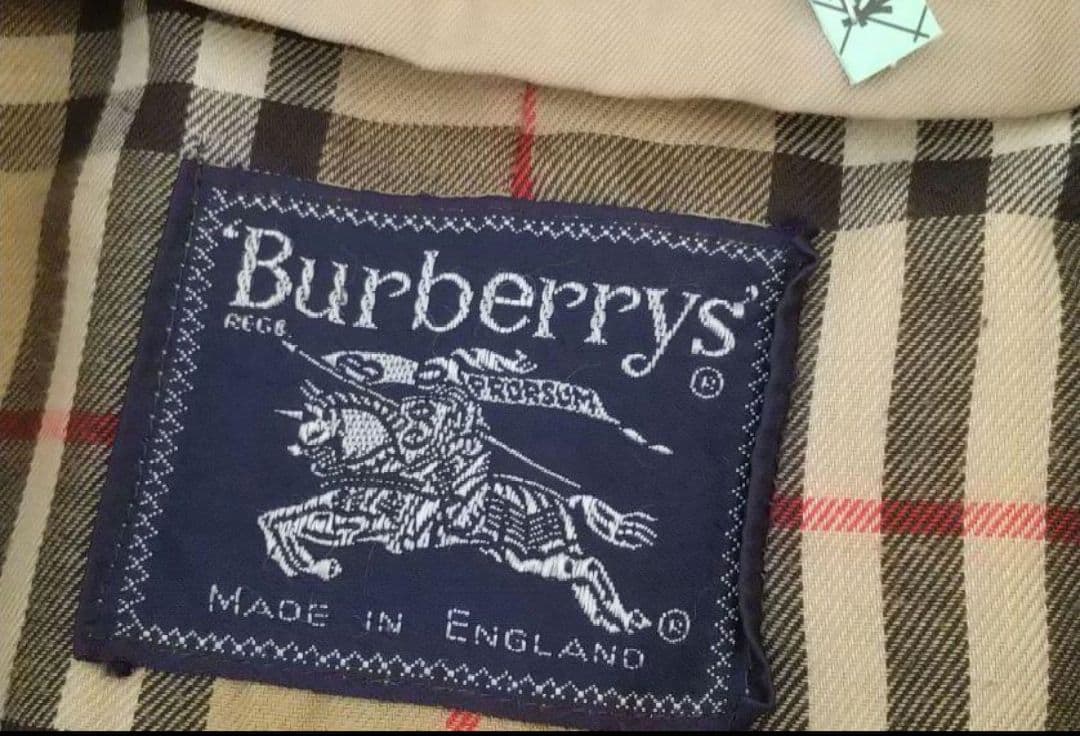 'Burberrys'
REGD. ®
PRORSUM
MADE IN ENGLAND ®